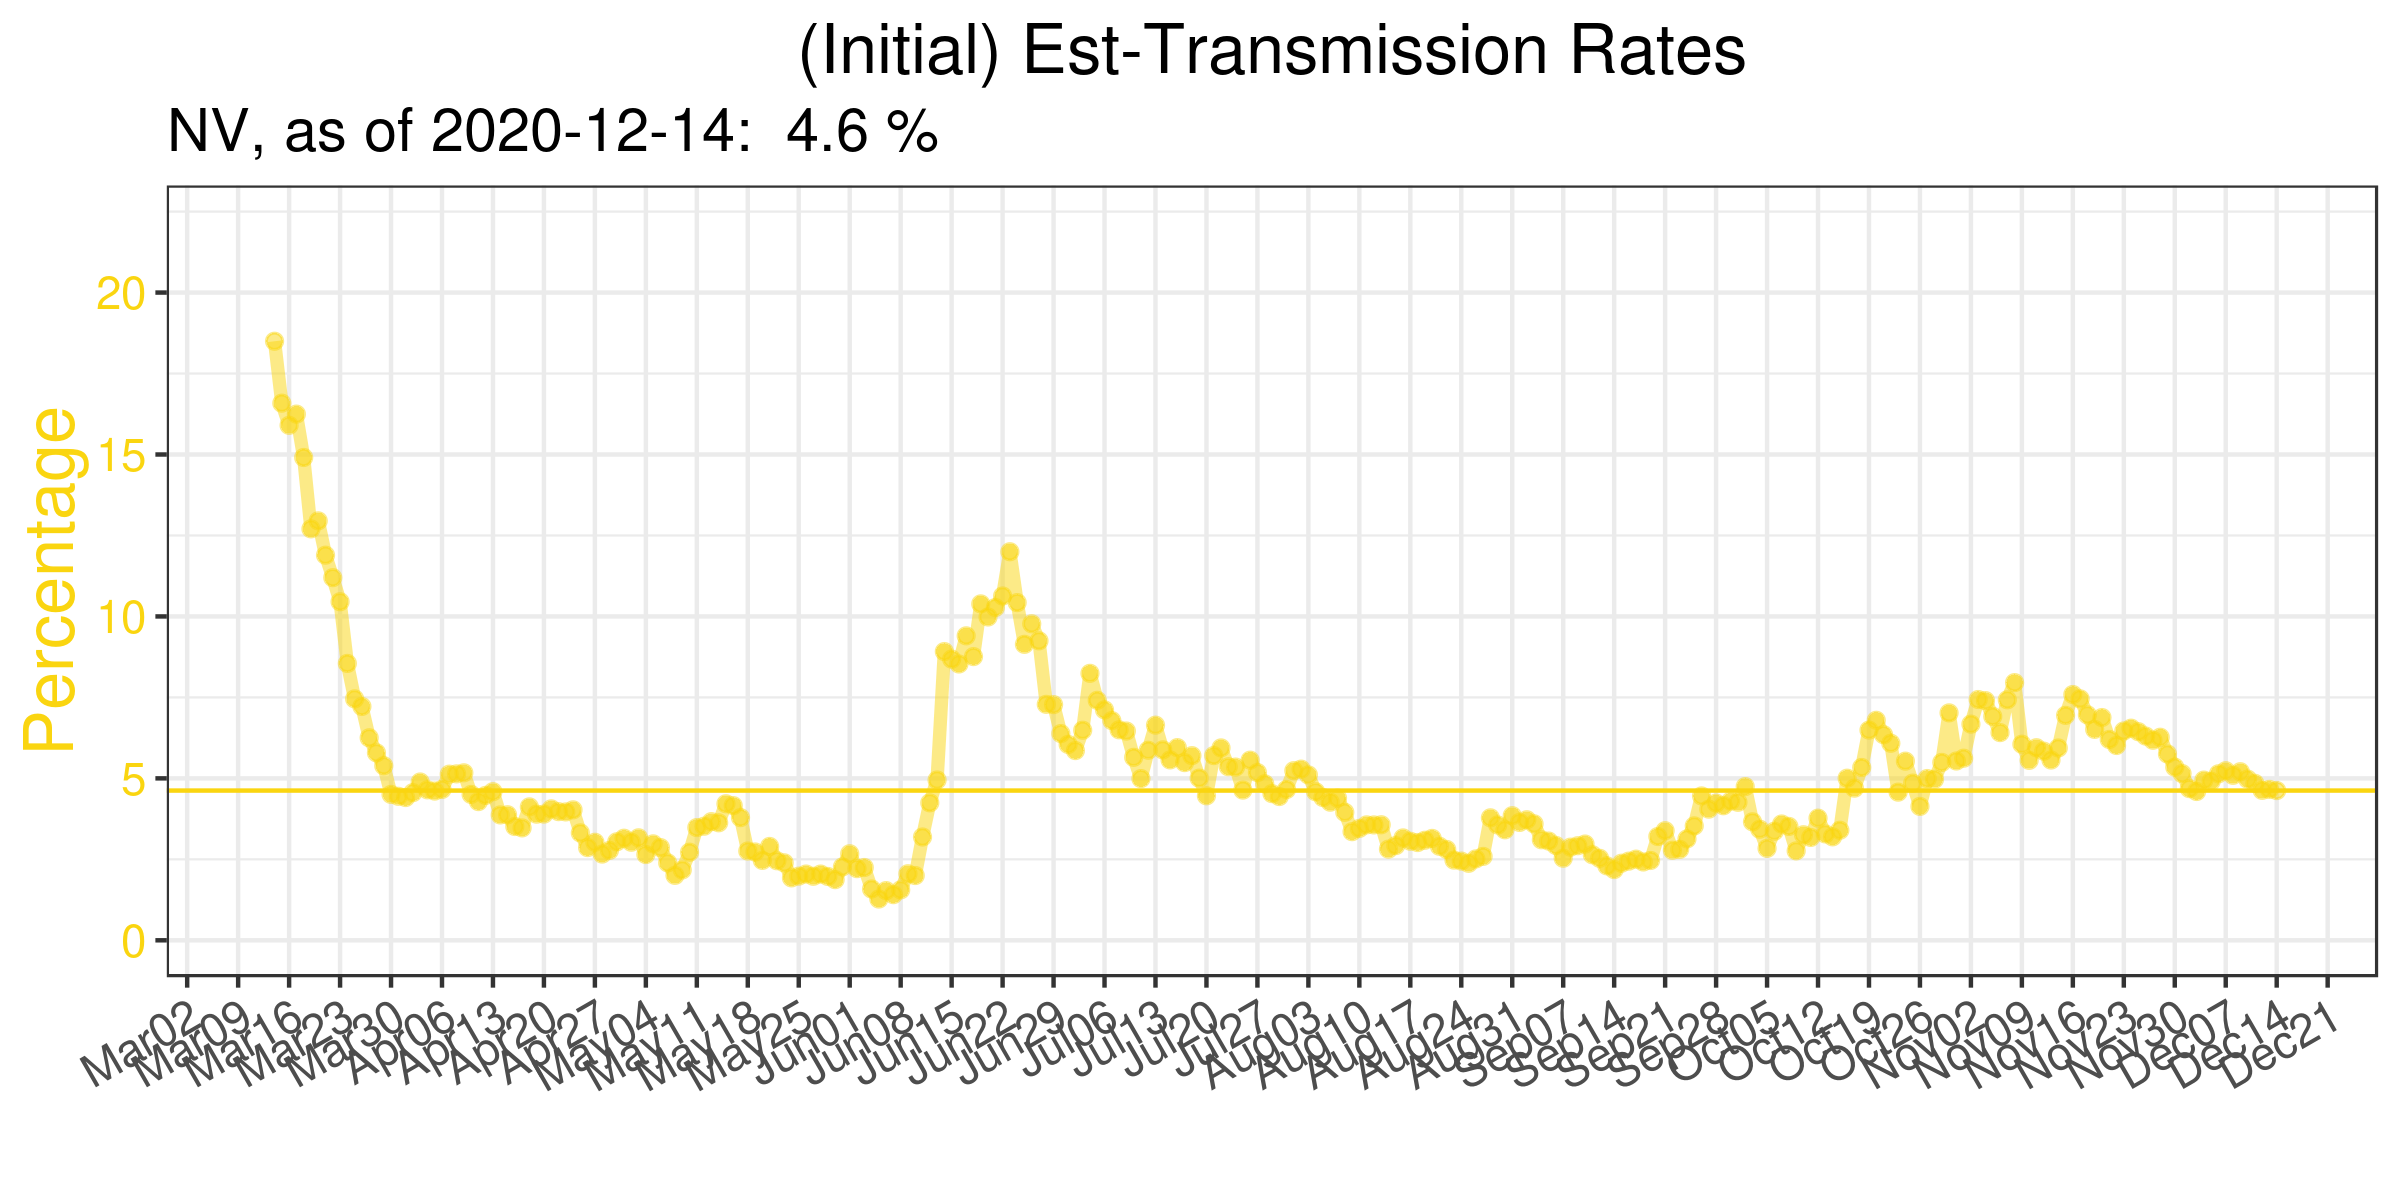 (Initial) Est-Transmission Rates
NV, as of 2020-12-14:  4.6 %
Percentage
20
15
10
5
0
Mar02
Mar09
Mar16
Mar23
Mar30
Apr06
Apr13
Apr20
Apr27
May04
May11
May18
May25
Jun01
Jun08
Jun15
Jun22
Jun29
Jul06
Jul13
Jul20
Jul27
Aug03
Aug10
Aug17
Aug24
Aug31
Sep07
Sep14
Sep21
Sep28
Oct05
Oct12
Oct19
Oct26
Nov02
Nov09
Nov16
Nov23
Nov30
Dec07
Dec14
Dec21